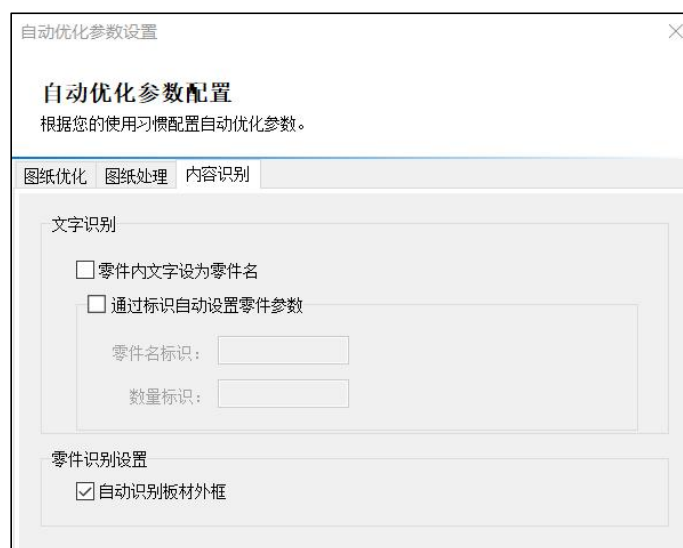 自动优化参数设置
自动优化参数配置
根据您的使用习惯配置自动优化参数。
图纸优化 图纸处理 内容识别
文字识别
零件内文字设为零件名
通过标识自动设置零件参数
零件名标识：
数量标识：
零件识别设置
自动识别板材外框